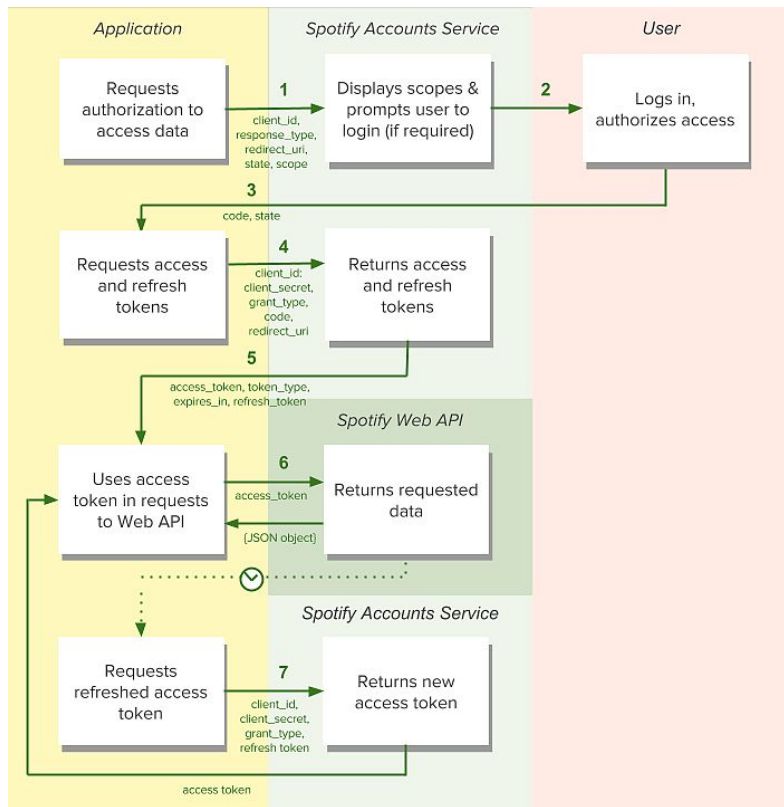 Application
Spotify Accounts Service
User
Requests
authorization to
access data
1
client_id,
response_type,
redirect_uri,
state, scope
Displays scopes &
prompts user to
login (if required)
2
Logs in,
authorizes access
3
code, state
Requests access
and refresh
tokens
4
client_id:
client_secret,
grant_type,
code,
redirect_uri
Returns access
and refresh
tokens
5
access_token, token_type,
expires_in, refresh_token
Spotify Web API
Uses access
token in requests
to Web API
6
access_token
{JSON object}
Returns requested
data
Spotify Accounts Service
Requests
refreshed access
token
7
client_id,
client_secret,
grant_type,
refresh token
Returns new
access token
access token